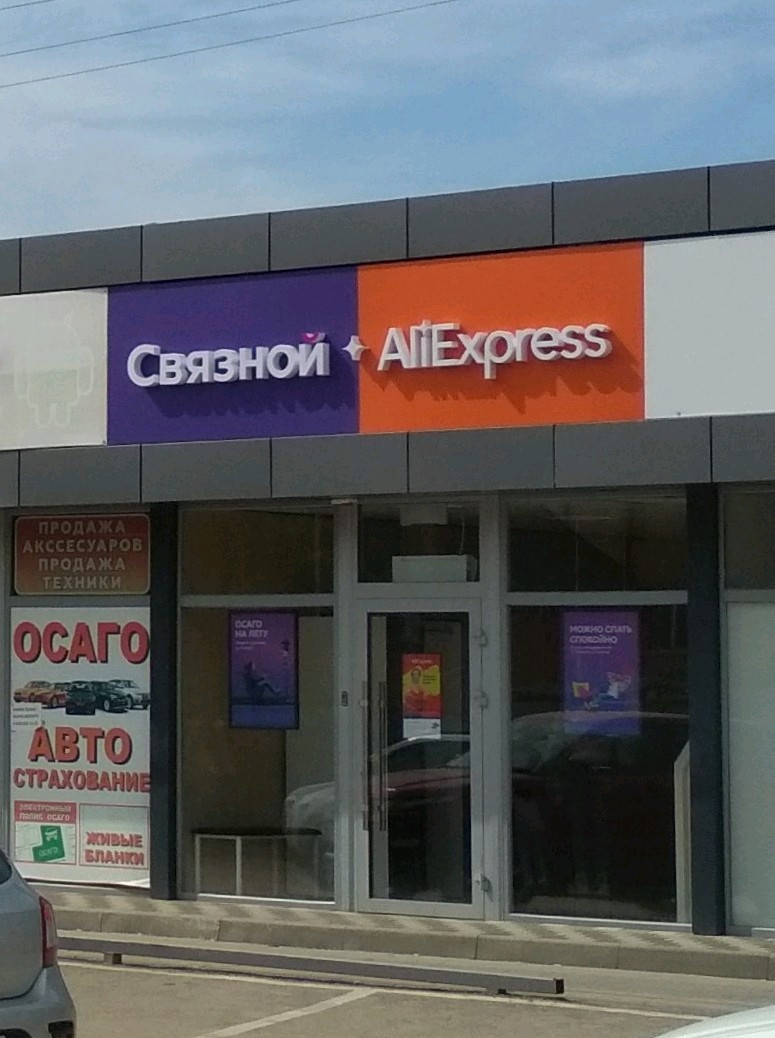 Связной + AliExpress
ПРОДАЖА
АКССЕСУАРОВ
ПРОДАЖА
ТЕХНИКИ
ОСАГО
АВТО
СТРАХОВАНИЕ
ЭЛЕКТРОННЫЙ
ПОЛИС ОСАГО
ОСАГО
ЖИВЫЕ
БЛАНКИ
ОСАГО
НА ЛЕТУ
МОЖНО СПАТЬ
СПОКОЙНО